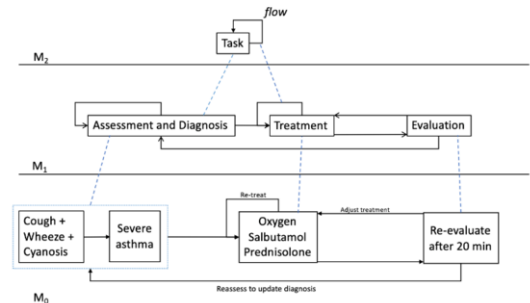 flow
Task
M2
Assessment and Diagnosis
Treatment
Evaluation
M1
Re-treat
Cough +
Wheeze +
Cyanosis
Severe
asthma
Oxygen
Salbutamol
Prednisolone
Adjust treatment
Re-evaluate
after 20 min
Reassess to update diagnosis
M0